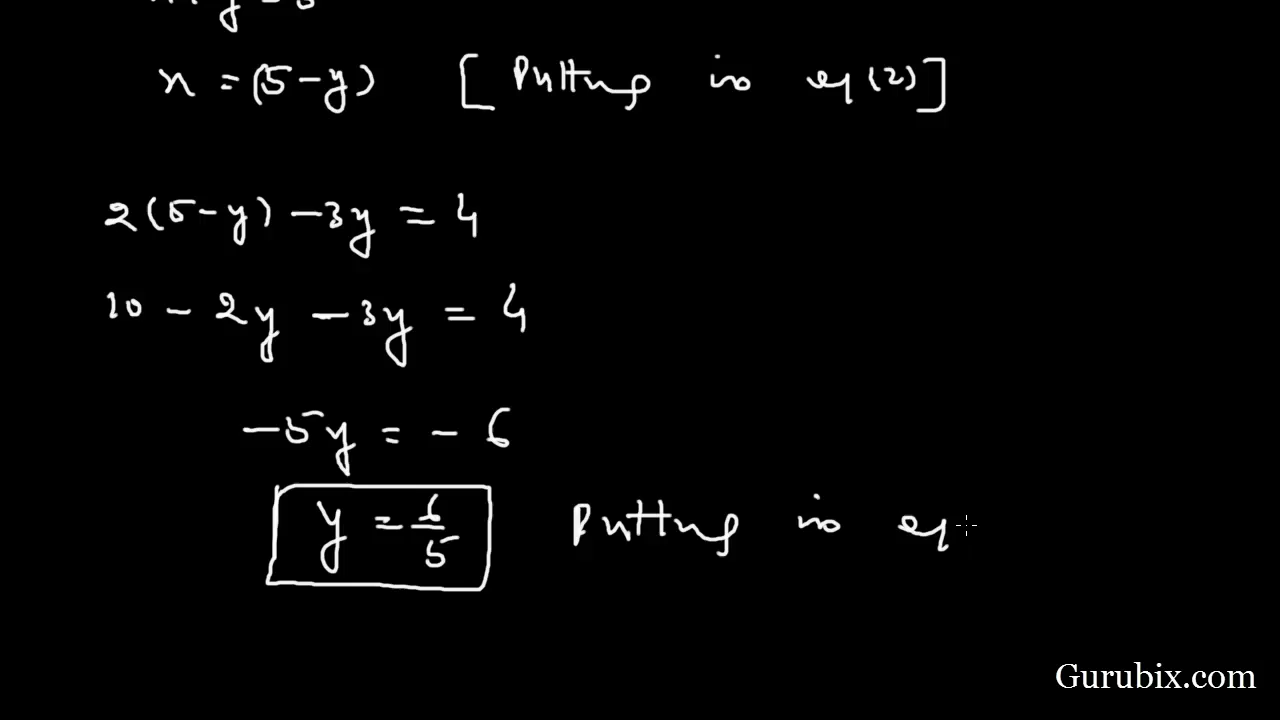 x + y = 5
x = (5 - y) [Putting in eq (2)]
2(5 - y) - 3y = 4
10 - 2y - 3y = 4
-5y = - 6
y = 6/5 Putting in eq
Gurubix.com